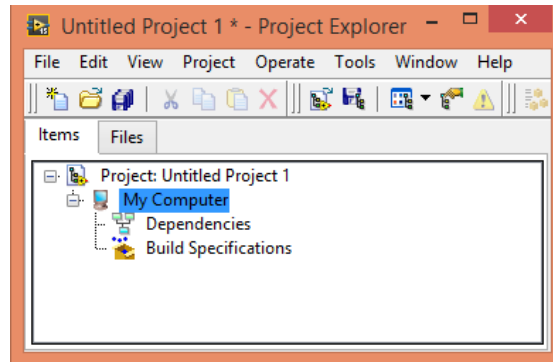 Untitled Project 1 * - Project Explorer
File Edit View Project Operate Tools Window Help
Items Files
Project: Untitled Project 1
My Computer
Dependencies
Build Specifications